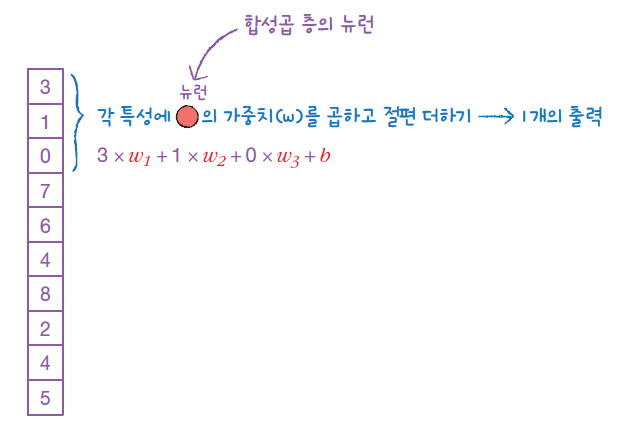 합성곱 층의 뉴런
뉴런
각 특성에 의 가중치(w)를 곱하고 절편 더하기 → 1개의 출력
3 × w₁ + 1 × w₂ + 0 × w₃ + b
3
1
0
7
6
4
8
2
4
5